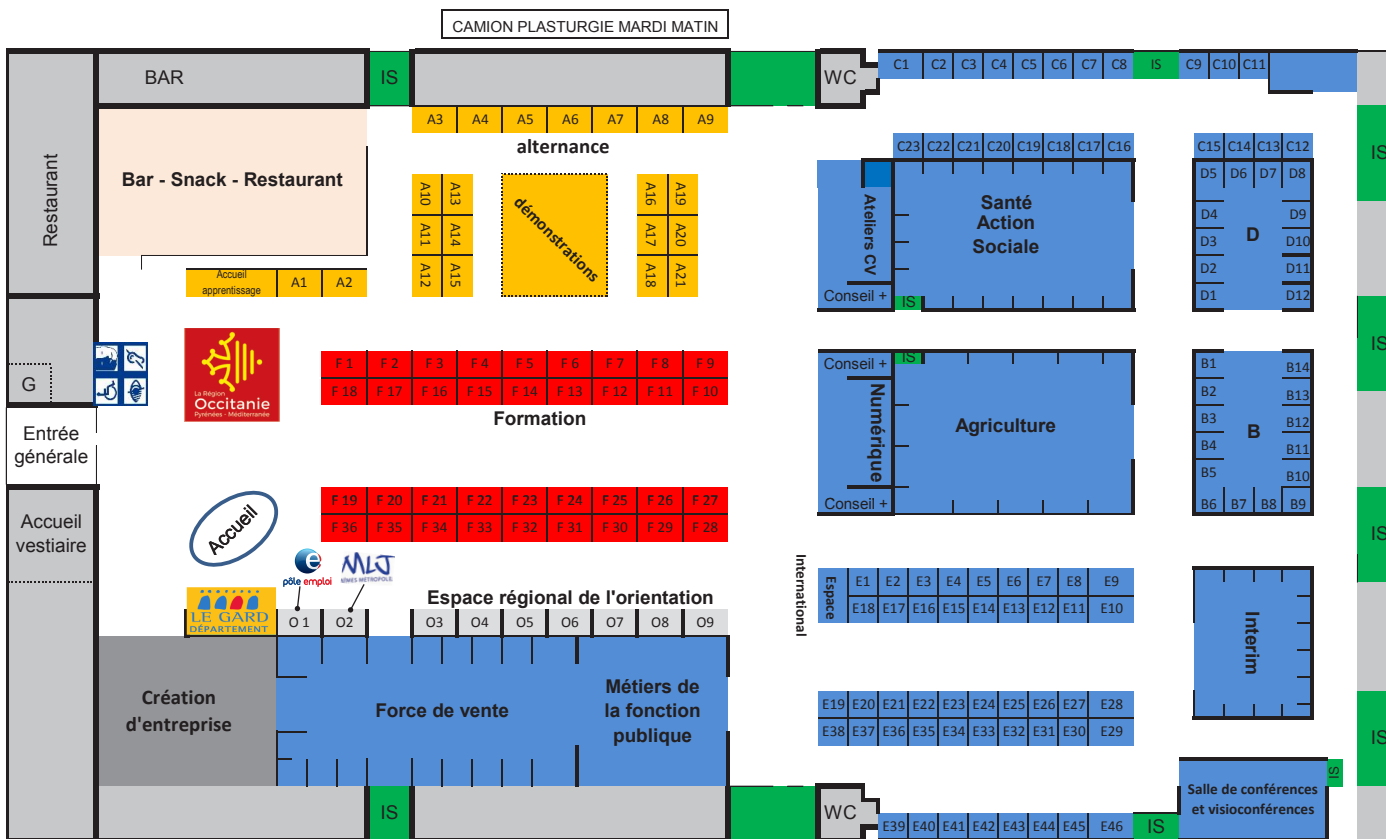 CAMION PLASTURGIE MARDI MATIN
BAR
IS
WC
C1 C2 C3 C4 C5 C6 C7 C8
IS
C9 C10 C11
A3 A4 A5 A6 A7 A8 A9
alternance
Restaurant
Bar - Snack - Restaurant
A10 A13
A11 A14
A12 A15
démonstrations
A16 A19
A17 A20
A18 A21
C23 C22 C21 C20 C19 C18 C17 C16
C15 C14 C13 C12
IS
D5 D6 D7 D8
Ateliers CV
Santé
Action
Sociale
D4 D9
D3 D D10
D2 D11
D1 D12
Conseil +
IS
Accueil
apprentissage
A1 A2
G
La Région
Occitanie
Pyrénées - Méditerranée
F 1 F 2 F 3 F 4 F 5 F 6 F 7 F 8 F 9
F 18 F 17 F 16 F 15 F 14 F 13 F 12 F 11 F 10
Formation
IS
Conseil +
IS
Numérique
Agriculture
Conseil +
B1 B14
B2 B13
B3 B12
B4 B B11
B5 B10
B6 B7 B8 B9
Entrée
générale
Accueil
vestiaire
Accueil
F 19 F 20 F 21 F 22 F 23 F 24 F 25 F 26 F 27
F 36 F 35 F 34 F 33 F 32 F 31 F 30 F 29 F 28
IS
pôle emploi
MLJ
NÎMES MÉTROPOLE
LE GARD
DÉPARTEMENT
Espace régional de l'orientation
O 1 O2 O3 O4 O5 O6 O7 O8 O9
Espace
International
E1 E2 E3 E4 E5 E6 E7 E8 E9
E18 E17 E16 E15 E14 E13 E12 E11 E10
Interim
Création
d'entreprise
Force de vente
Métiers de
la fonction
publique
E19 E20 E21 E22 E23 E24 E25 E26 E27 E28
E38 E37 E36 E35 E34 E33 E32 E31 E30 E29
IS
IS
WC
E39 E40 E41 E42 E43 E44 E45 E46
IS
Salle de conférences
et visioconférences
IS